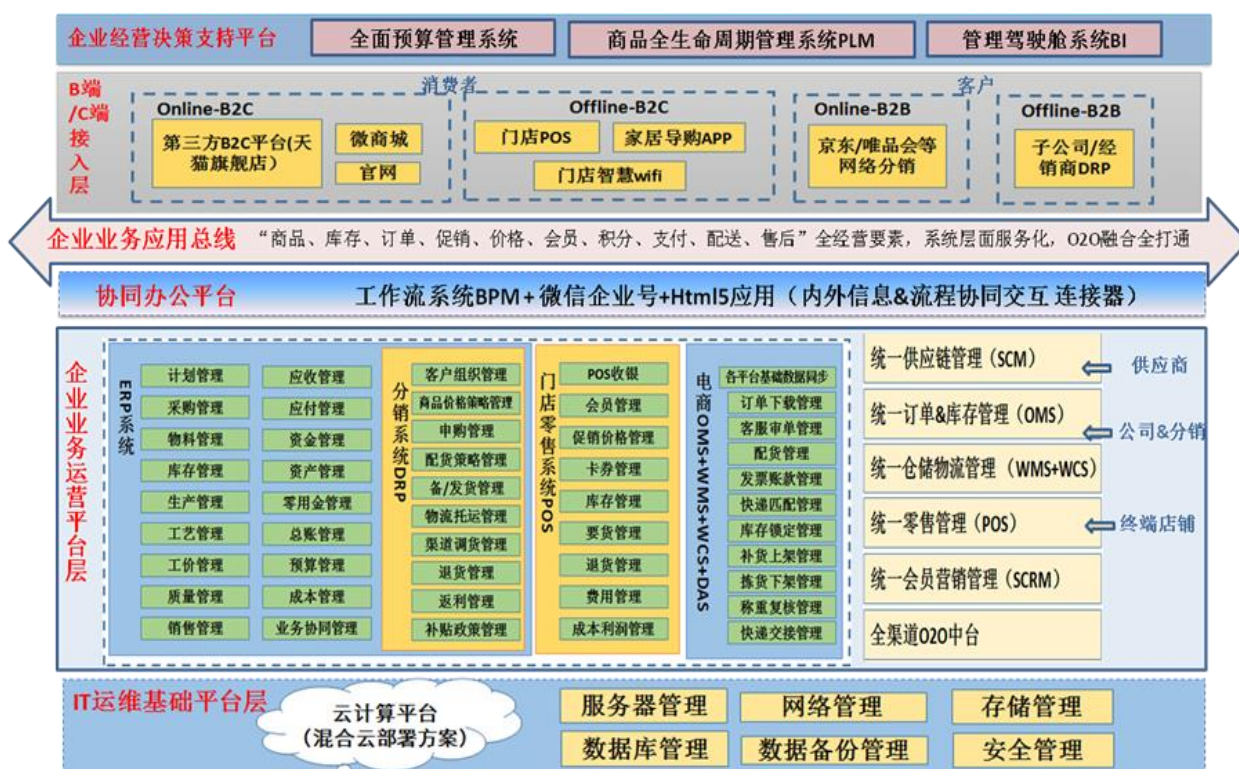 企业经营决策支持平台
全面预算管理系统
商品全生命周期管理系统PLM
管理驾驶舱系统BI
B端
/C端
接
入
层
消费者
客户
Online-B2C
第三方B2C平台(天
猫旗舰店）
微商城
官网
Offline-B2C
门店POS
家居导购APP
门店智慧wifi
Online-B2B
京东/唯品会等
网络分销
Offline-B2B
子公司/经
销商DRP
企业业务应用总线
“商品、库存、订单、促销、价格、会员、积分、支付、配送、售后”全经营要素，系统层面服务化，O2O融合全打通
协同办公平台
工作流系统BPM+微信企业号+Html5应用（内外信息&流程协同交互 连接器）
企业业务运营平台层
ERP系统
计划管理
采购管理
物料管理
库存管理
生产管理
工艺管理
工价管理
质量管理
销售管理
应收管理
应付管理
资金管理
资产管理
零用金管理
总账管理
预算管理
成本管理
业务协同管理
分销系统DRP
客户组织管理
商品价格策略管理
申购管理
配货策略管理
备/发货管理
物流托运管理
渠道调货管理
退货管理
返利管理
补贴政策管理
门店零售系统POS
POS收银
会员管理
促销价格管理
卡券管理
库存管理
要货管理
退货管理
费用管理
成本利润管理
电商OMS+WMS+WCS+DAS
各平台基础数据同步
订单下载管理
客服审单管理
配货管理
发票账款管理
快递匹配管理
库存锁定管理
补货上架管理
拣货下架管理
称重复核管理
快递交接管理
统一供应链管理（SCM）
统一订单&库存管理（OMS）
统一仓储物流管理（WMS+WCS）
统一零售管理（POS）
统一会员营销管理（SCRM）
全渠道O2O中台
供应商
公司&分销
终端店铺
IT运维基础平台层
云计算平台
（混合云部署方案）
服务器管理
网络管理
存储管理
数据库管理
数据备份管理
安全管理